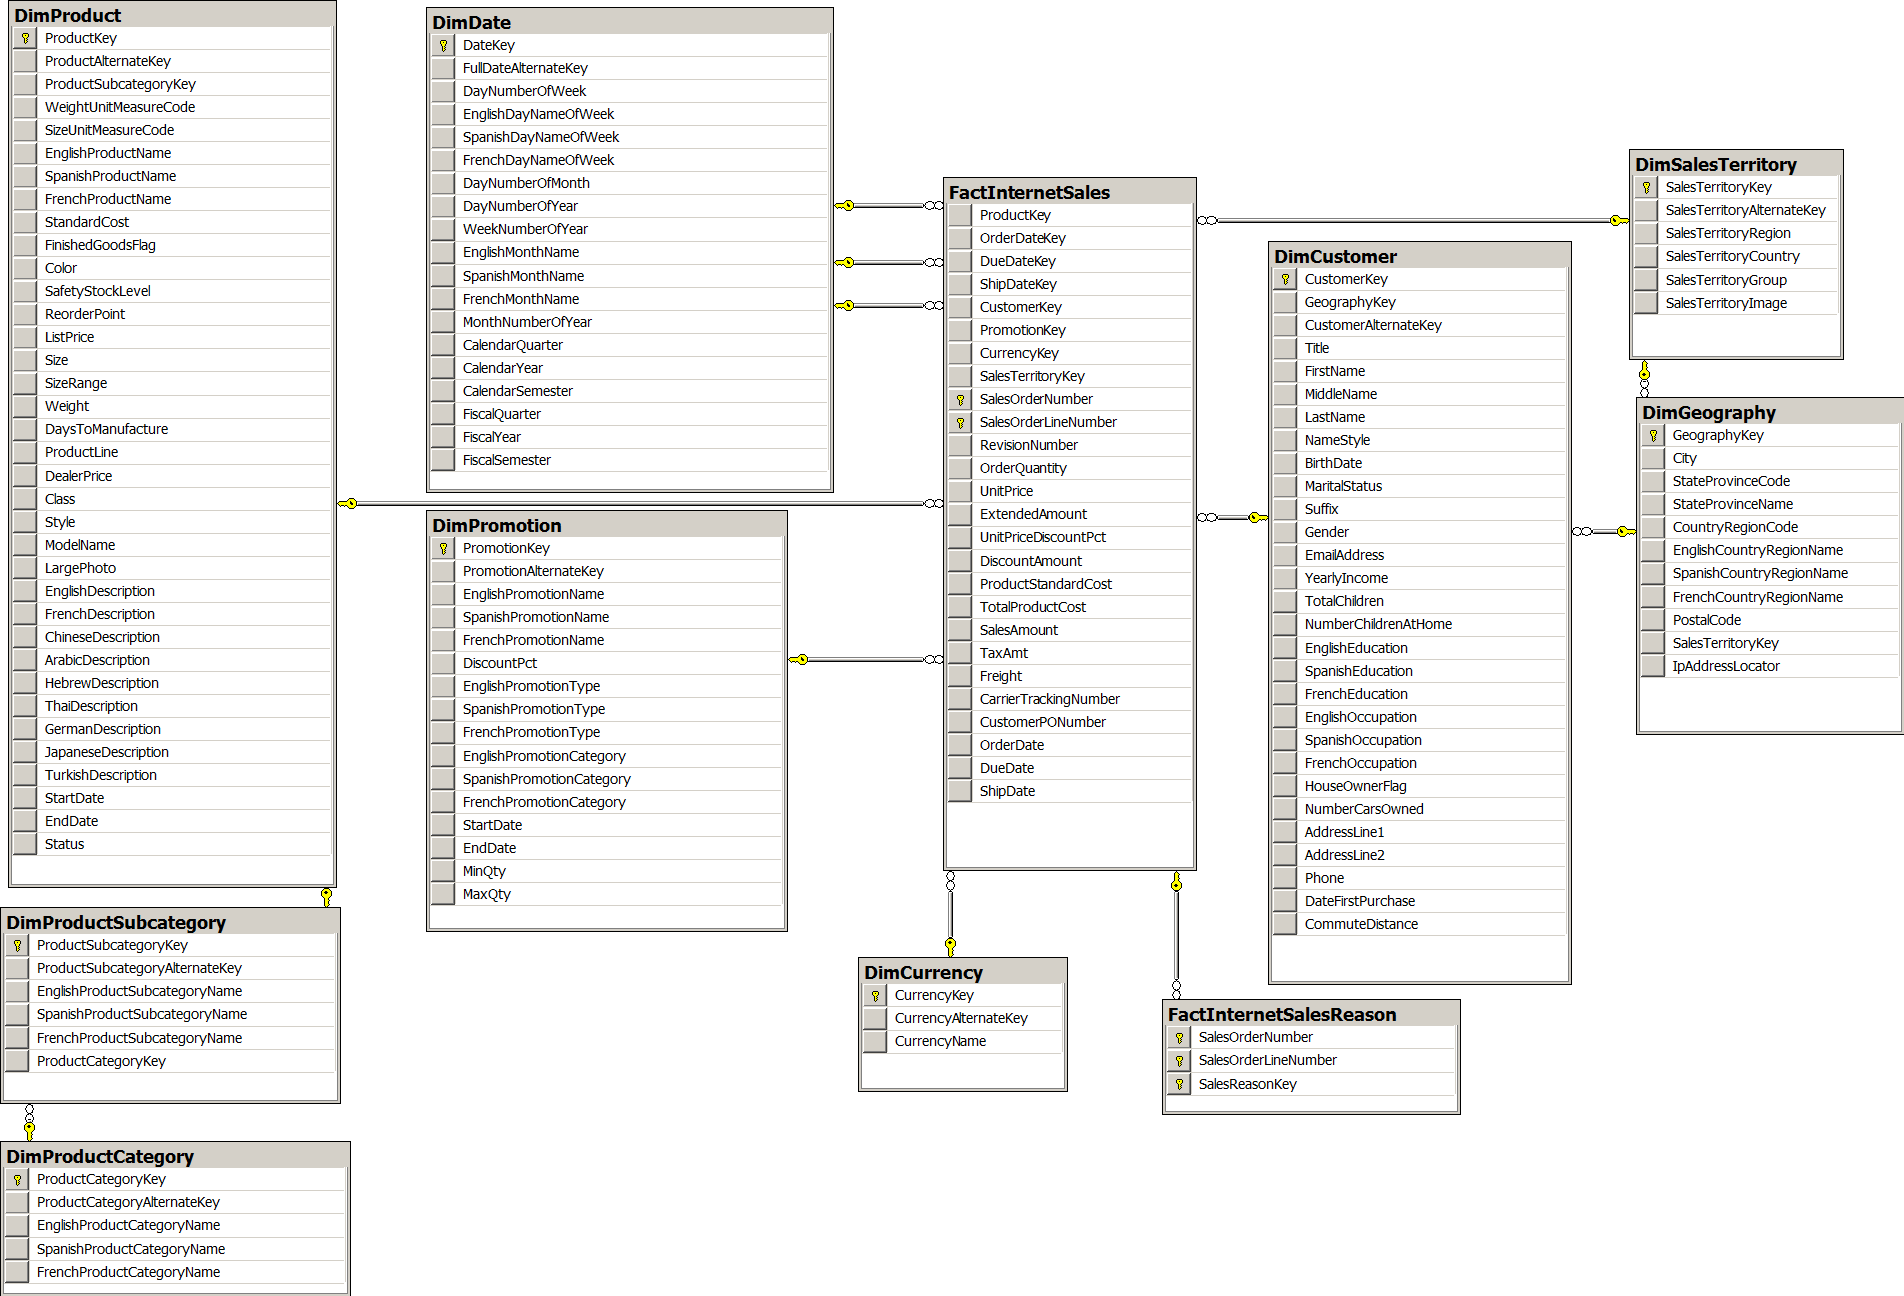 DimProduct
ProductKey
ProductAlternateKey
ProductSubcategoryKey
WeightUnitMeasureCode
SizeUnitMeasureCode
EnglishProductName
SpanishProductName
FrenchProductName
StandardCost
FinishedGoodsFlag
Color
SafetyStockLevel
ReorderPoint
ListPrice
Size
SizeRange
Weight
DaysToManufacture
ProductLine
DealerPrice
Class
Style
ModelName
LargePhoto
EnglishDescription
FrenchDescription
ChineseDescription
ArabicDescription
HebrewDescription
ThaiDescription
GermanDescription
JapaneseDescription
TurkishDescription
StartDate
EndDate
Status
DimProductSubcategory
ProductSubcategoryKey
ProductSubcategoryAlternateKey
EnglishProductSubcategoryName
SpanishProductSubcategoryName
FrenchProductSubcategoryName
ProductCategoryKey
DimProductCategory
ProductCategoryKey
ProductCategoryAlternateKey
EnglishProductCategoryName
SpanishProductCategoryName
FrenchProductCategoryName
DimDate
DateKey
FullDateAlternateKey
DayNumberOfWeek
EnglishDayNameOfWeek
SpanishDayNameOfWeek
FrenchDayNameOfWeek
DayNumberOfMonth
DayNumberOfYear
WeekNumberOfYear
EnglishMonthName
SpanishMonthName
FrenchMonthName
MonthNumberOfYear
CalendarQuarter
CalendarYear
CalendarSemester
FiscalQuarter
FiscalYear
FiscalSemester
DimPromotion
PromotionKey
PromotionAlternateKey
EnglishPromotionName
SpanishPromotionName
FrenchPromotionName
DiscountPct
EnglishPromotionType
SpanishPromotionType
FrenchPromotionType
EnglishPromotionCategory
SpanishPromotionCategory
FrenchPromotionCategory
StartDate
EndDate
MinQty
MaxQty
FactInternetSales
ProductKey
OrderDateKey
DueDateKey
ShipDateKey
CustomerKey
PromotionKey
CurrencyKey
SalesTerritoryKey
SalesOrderNumber
SalesOrderLineNumber
RevisionNumber
OrderQuantity
UnitPrice
ExtendedAmount
UnitPriceDiscountPct
DiscountAmount
ProductStandardCost
TotalProductCost
SalesAmount
TaxAmt
Freight
CarrierTrackingNumber
CustomerPONumber
OrderDate
DueDate
ShipDate
DimCurrency
CurrencyKey
CurrencyAlternateKey
CurrencyName
FactInternetSalesReason
SalesOrderNumber
SalesOrderLineNumber
SalesReasonKey
DimCustomer
CustomerKey
GeographyKey
CustomerAlternateKey
Title
FirstName
MiddleName
LastName
NameStyle
BirthDate
MaritalStatus
Suffix
Gender
EmailAddress
YearlyIncome
TotalChildren
NumberChildrenAtHome
EnglishEducation
SpanishEducation
FrenchEducation
EnglishOccupation
SpanishOccupation
FrenchOccupation
HouseOwnerFlag
NumberCarsOwned
AddressLine1
AddressLine2
Phone
DateFirstPurchase
CommuteDistance
DimSalesTerritory
SalesTerritoryKey
SalesTerritoryAlternateKey
SalesTerritoryRegion
SalesTerritoryCountry
SalesTerritoryGroup
SalesTerritoryImage
DimGeography
GeographyKey
City
StateProvinceCode
StateProvinceName
CountryRegionCode
EnglishCountryRegionName
SpanishCountryRegionName
FrenchCountryRegionName
PostalCode
SalesTerritoryKey
IpAddressLocator